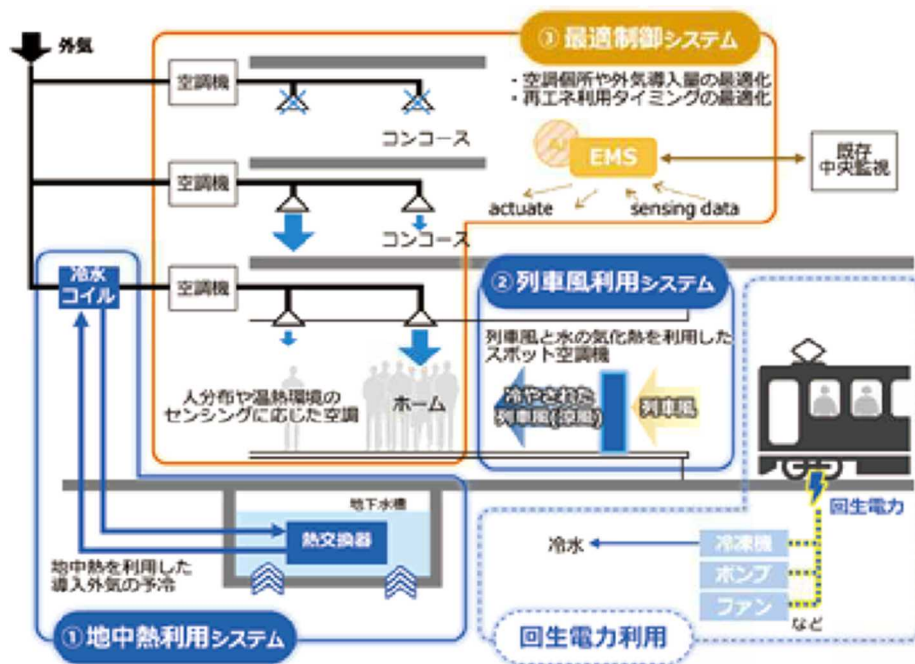 外気
③最適制御システム
・空調個所や外気導入量の最適化
・再エネ利用タイミングの最適化
空調機
コンコース
AI
EMS
既存
中央監視
actuate
sensing data
空調機
コンコース
冷水
コイル
空調機
②列車風利用システム
列車風と水の気化熱を利用した
スポット空調機
人分布や温熱環境の
センシングに応じた空調
ホーム
冷やされた
列車風(涼風)
列車風
地下水槽
熱交換器
地中熱を利用した
導入外気の予冷
①地中熱利用システム
回生電力
冷水
冷凍機
ポンプ
ファン
など
回生電力利用